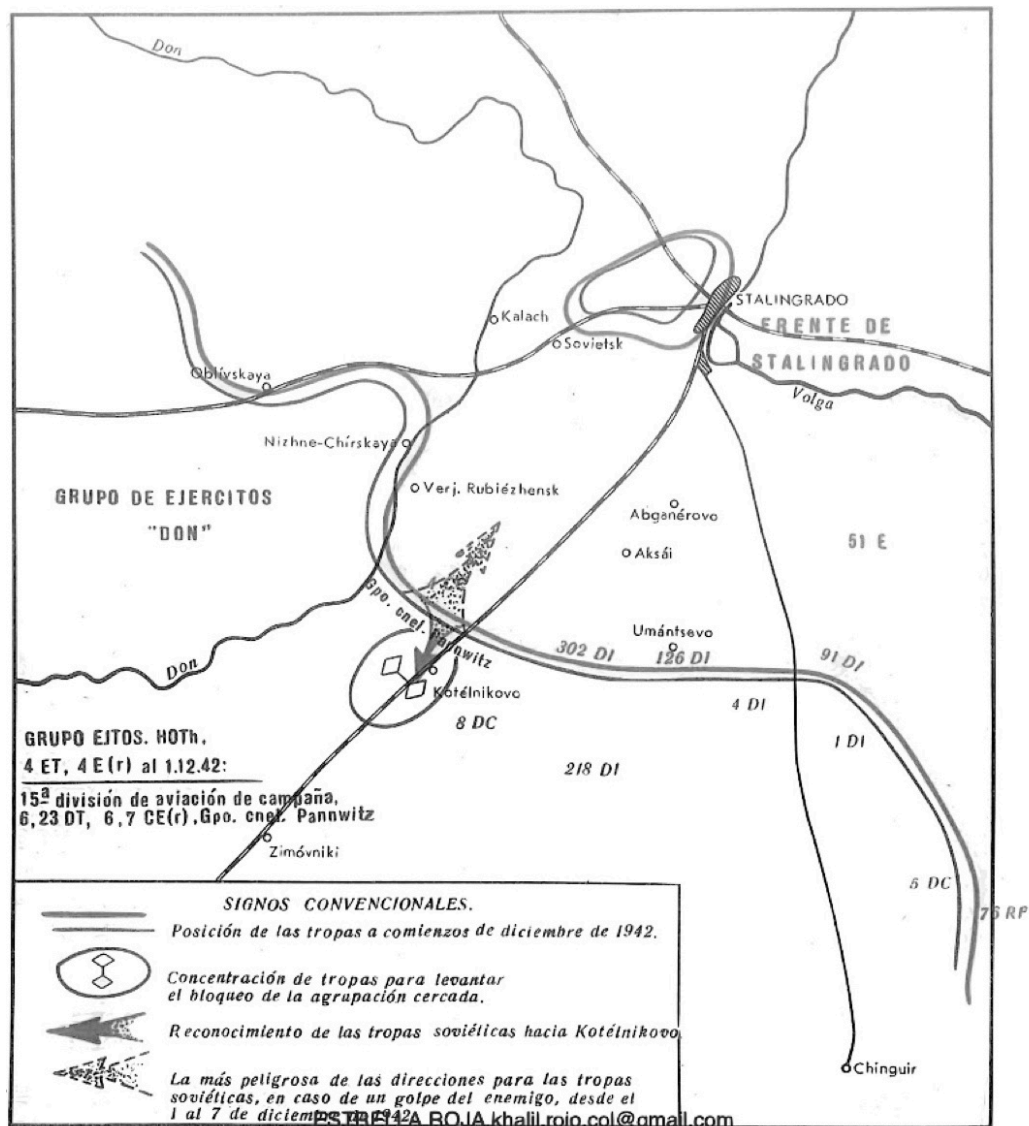 Don
STALINGRADO
FRENTE DE
STALINGRADO
Kalach
Sovietsk
Volga
Oblívskaya
Nizhne-Chírskaya
Verj. Rubiézhensk
GRUPO DE EJERCITOS
"DON"
Abganérovo
51 E
Aksái
Gpo. cnel. Pannwitz
Umántsevo
302 DI
126 DI
91 DI
Don
Kotélnikovo
4 DI
8 DC
1 DI
GRUPO EJTOS. HOTh,
4 ET, 4 E(r) al 1.12.42:
218 DI
15ª división de aviación de campaña,
6,23 DT, 6.7 CE(r),Gpo. cnel. Pannwitz
Zimóvniki
5 DC
76 RF
SIGNOS CONVENCIONALES.
Posición de las tropas a comienzos de diciembre de 1942.
Concentración de tropas para levantar
el bloqueo de la agrupación cercada.
Reconocimiento de las tropas soviéticas hacia Kotélnikovo
La más peligrosa de las direcciones para las tropas
soviéticas, en caso de un golpe del enemigo, desde el
1 al 7 de diciembre 1942.
Chinguir
ESTRELLA ROJA khalil.rojo.col@gmail.com